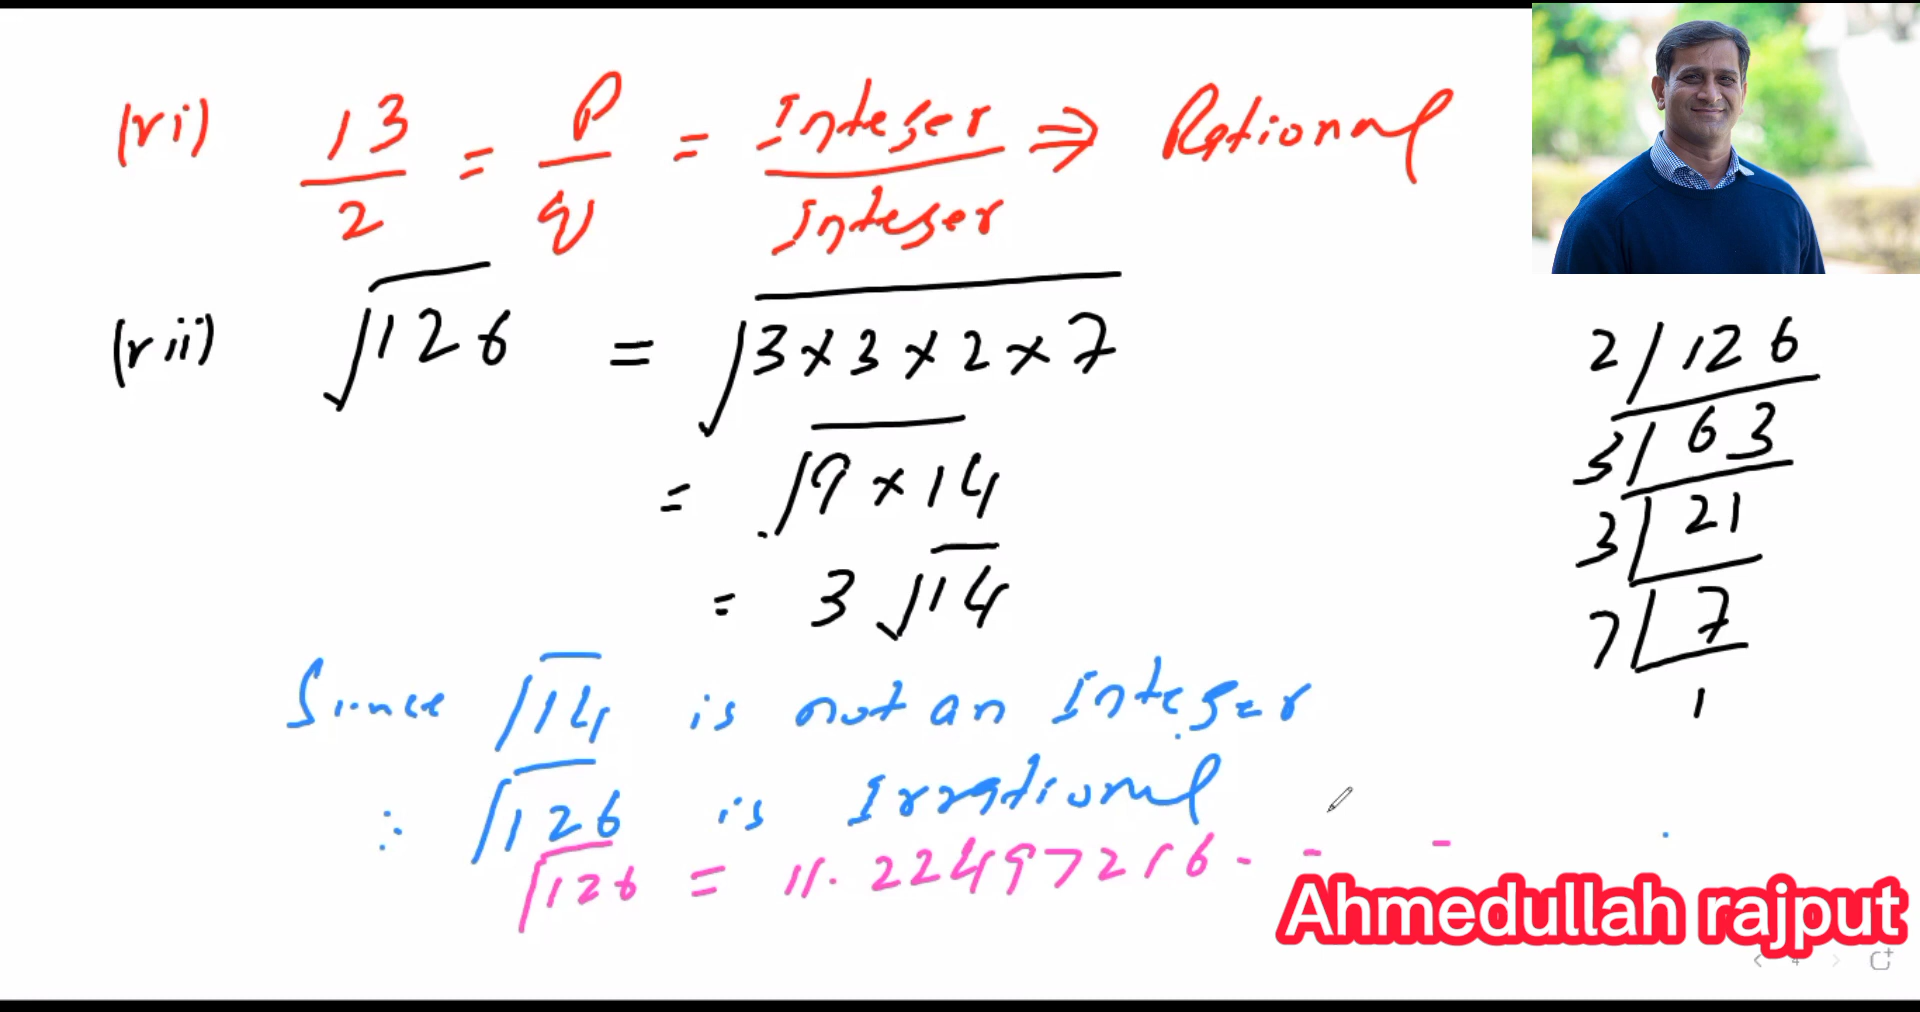 (vi) 13/2 = P/q = Integer/Integer ⇒ Rational
(vii) √126 = √3×3×2×7
= √9×14
= 3√14
Since √14 is not an Integer
∴ √126 is Irrational
√126 = 11.22497216- - -
2 | 126
3 | 63
3 | 21
7 | 7
1
Ahmedullah rajput
4